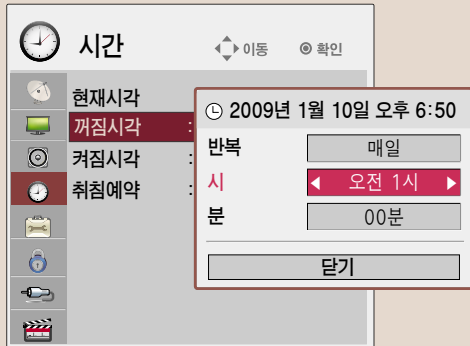 시간
이동 확인
현재시각
꺼짐시각 :
켜짐시각 :
취침예약 :
2009년 1월 10일 오후 6:50
반복 매일
시 오전 1시
분 00분
닫기